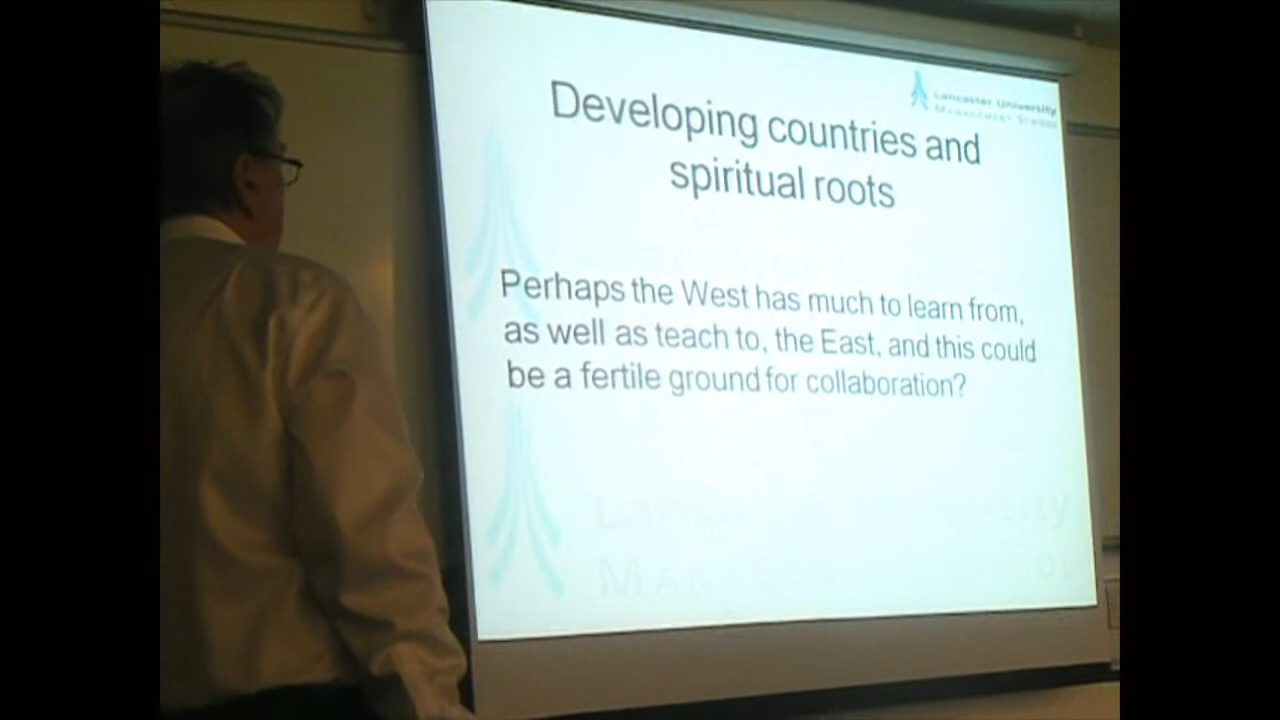 Lancaster University
Management School
Developing countries and
spiritual roots
Perhaps the West has much to learn from,
as well as teach to, the East, and this could
be a fertile ground for collaboration?